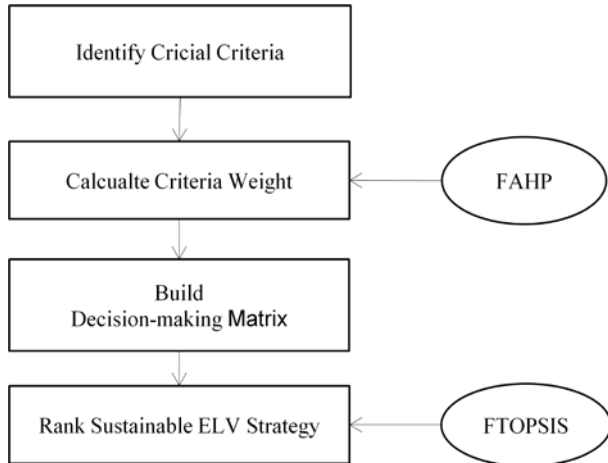 Identify Cricial Criteria
Calcualte Criteria Weight
FAHP
Build
Decision-making Matrix
Rank Sustainable ELV Strategy
FTOPSIS